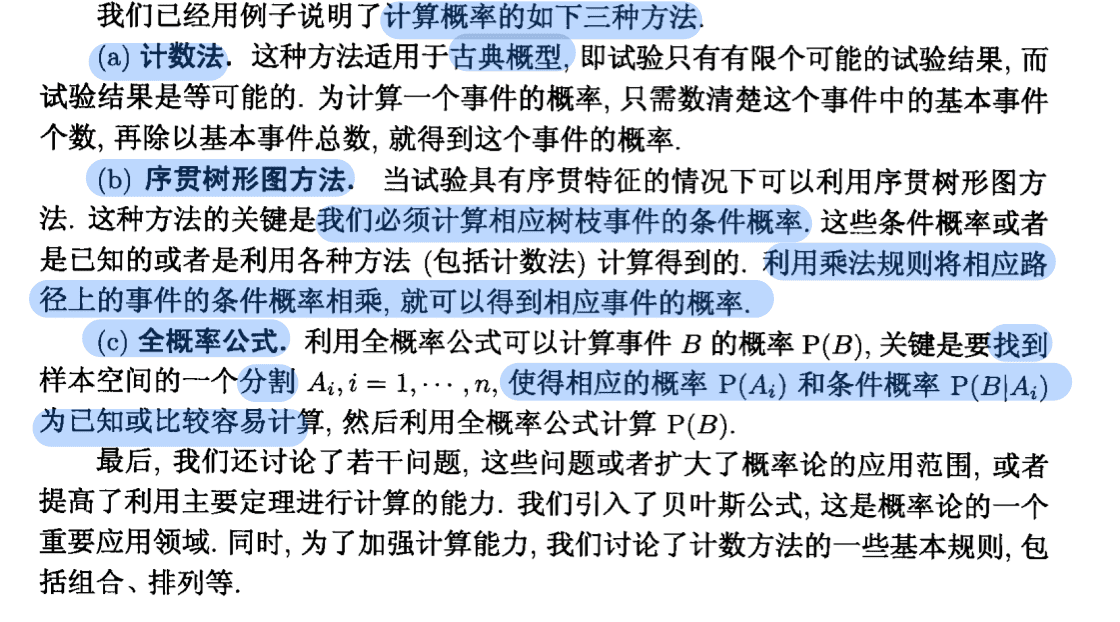 我们已经用例子说明了计算概率的如下三种方法.
(a) 计数法. 这种方法适用于古典概型, 即试验只有有限个可能的试验结果, 而
试验结果是等可能的. 为计算一个事件的概率, 只需数清楚这个事件中的基本事件
个数, 再除以基本事件总数, 就得到这个事件的概率.
(b) 序贯树形图方法. 当试验具有序贯特征的情况下可以利用序贯树形图方
法. 这种方法的关键是我们必须计算相应树枝事件的条件概率. 这些条件概率或者
是已知的或者是利用各种方法 (包括计数法) 计算得到的. 利用乘法规则将相应路
径上的事件的条件概率相乘, 就可以得到相应事件的概率.
(c) 全概率公式. 利用全概率公式可以计算事件 B 的概率 P(B), 关键是要找到
样本空间的一个分割 Aᵢ, i = 1, ··· , n, 使得相应的概率 P(Aᵢ) 和条件概率 P(B|Aᵢ)
为已知或比较容易计算, 然后利用全概率公式计算 P(B).
最后, 我们还讨论了若干问题, 这些问题或者扩大了概率论的应用范围, 或者
提高了利用主要定理进行计算的能力. 我们引入了贝叶斯公式, 这是概率论的一个
重要应用领域. 同时, 为了加强计算能力, 我们讨论了计数方法的一些基本规则, 包
括组合、排列等.